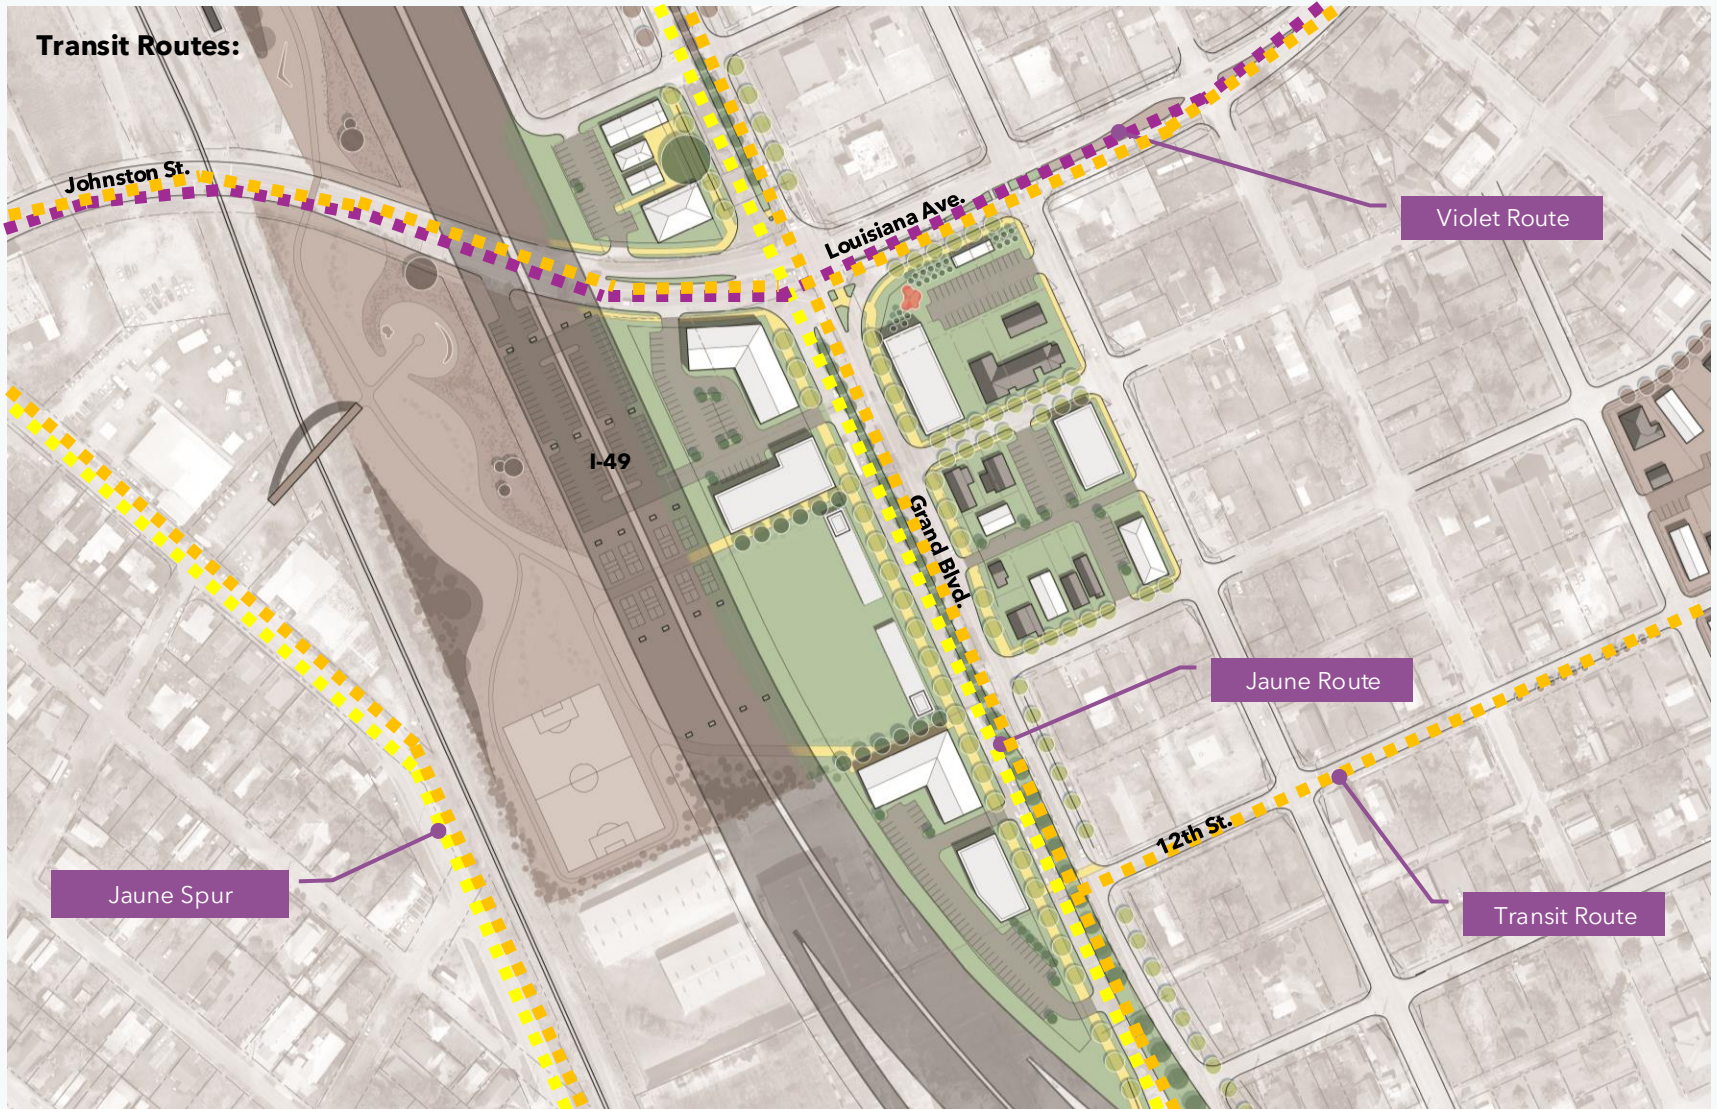 Transit Routes:
Johnston St.
Louisiana Ave.
Violet Route
I-49
Grand Blvd.
Jaune Route
12th St.
Jaune Spur
Transit Route